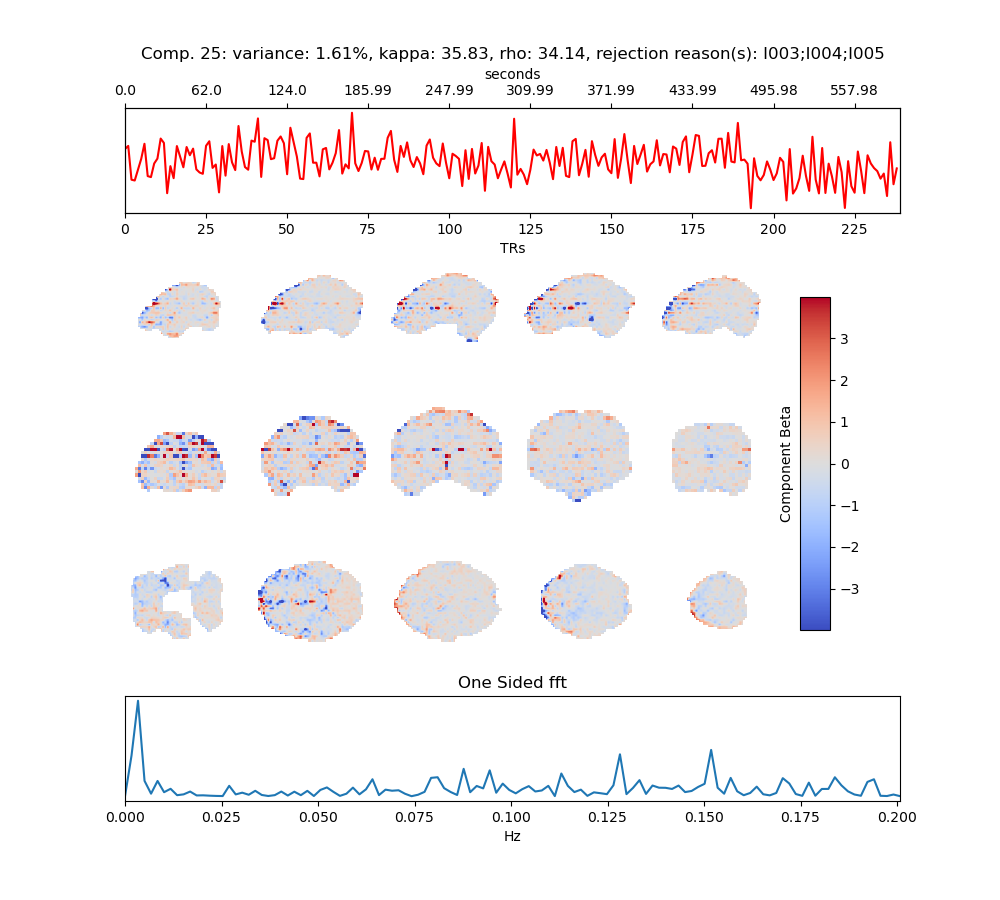 Comp. 25: variance: 1.61%, kappa: 35.83, rho: 34.14, rejection reason(s): I003;I004;I005
seconds
0.0 62.0 124.0 185.99 247.99 309.99 371.99 433.99 495.98 557.98
0 25 50 75 100 125 150 175 200 225
TRs
3
2
1
0
−1
−2
−3
Component Beta
One Sided fft
0.000 0.025 0.050 0.075 0.100 0.125 0.150 0.175 0.200
Hz